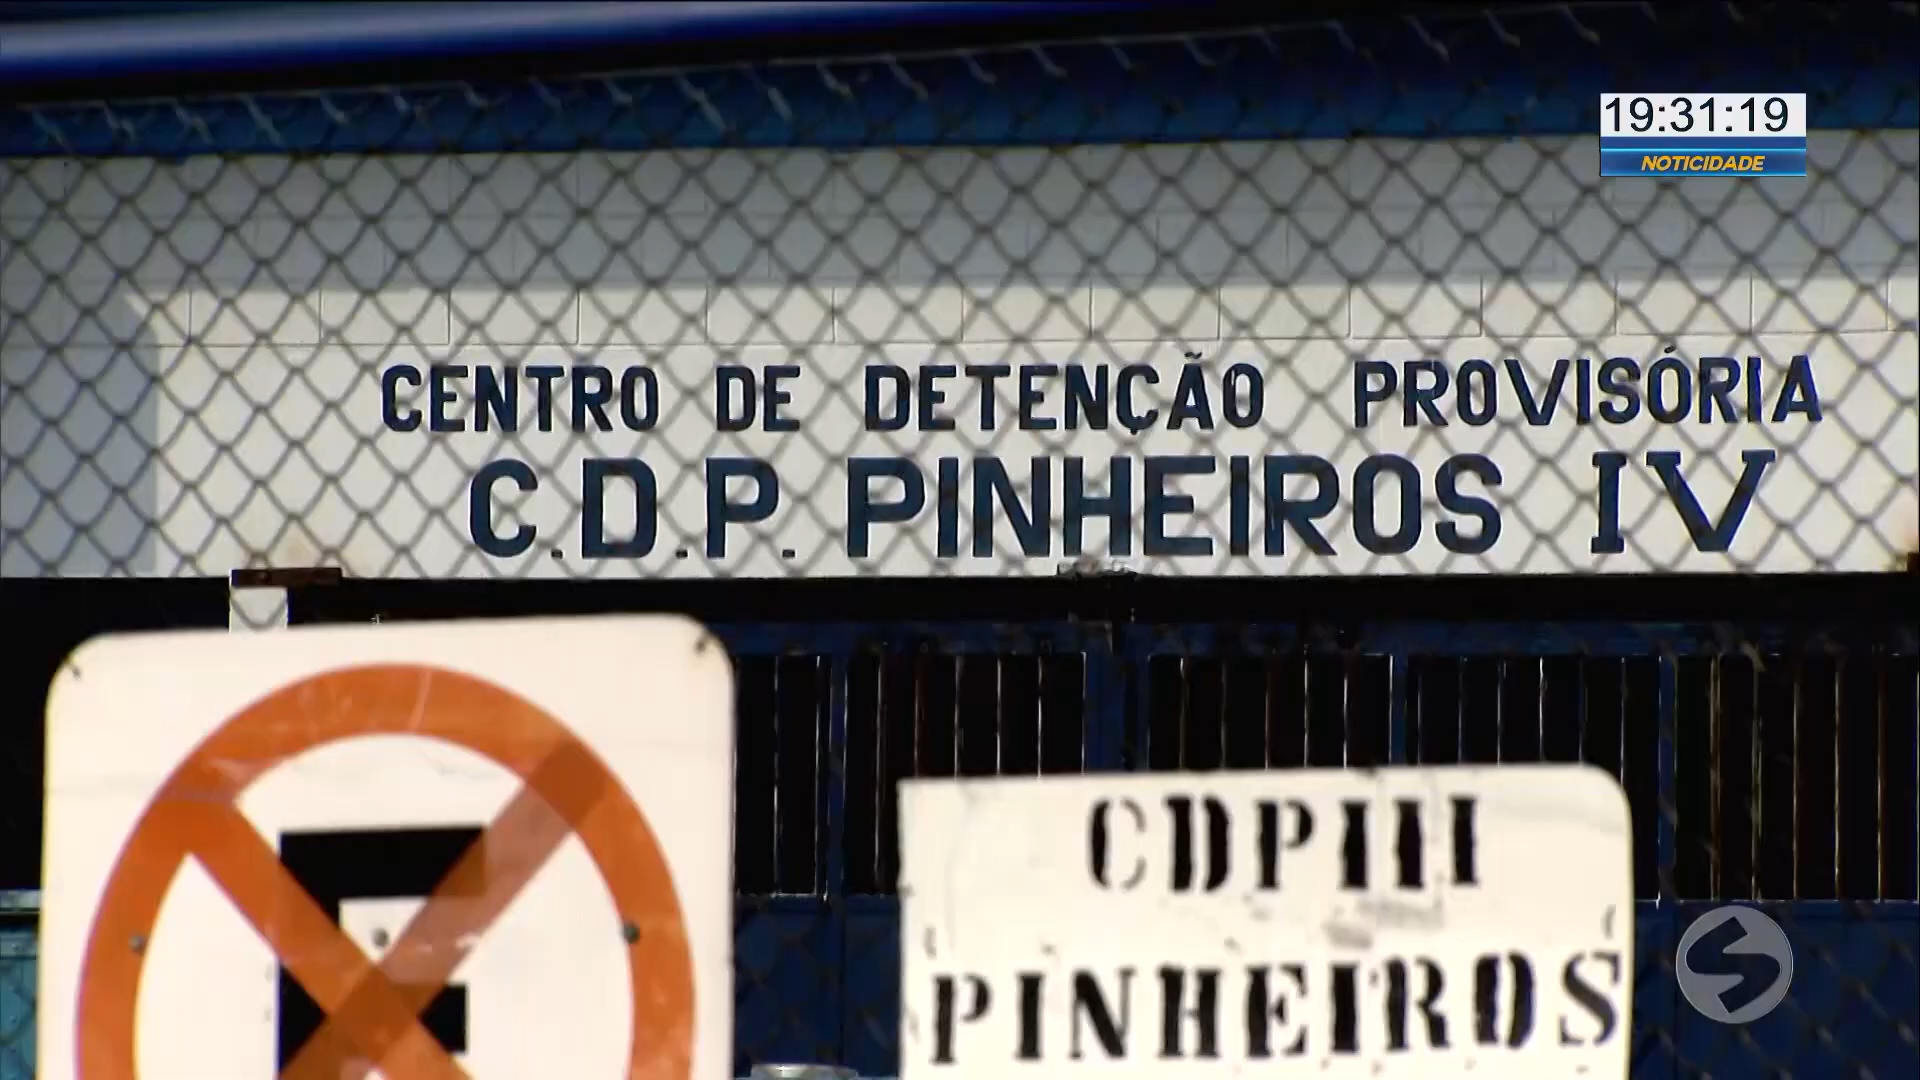 19:31:19
NOTICIDADE
CENTRO DE DETENÇÃO PROVISÓRIA
C.D.P. PINHEIROS IV
E
CDPIII
PINHEIROS